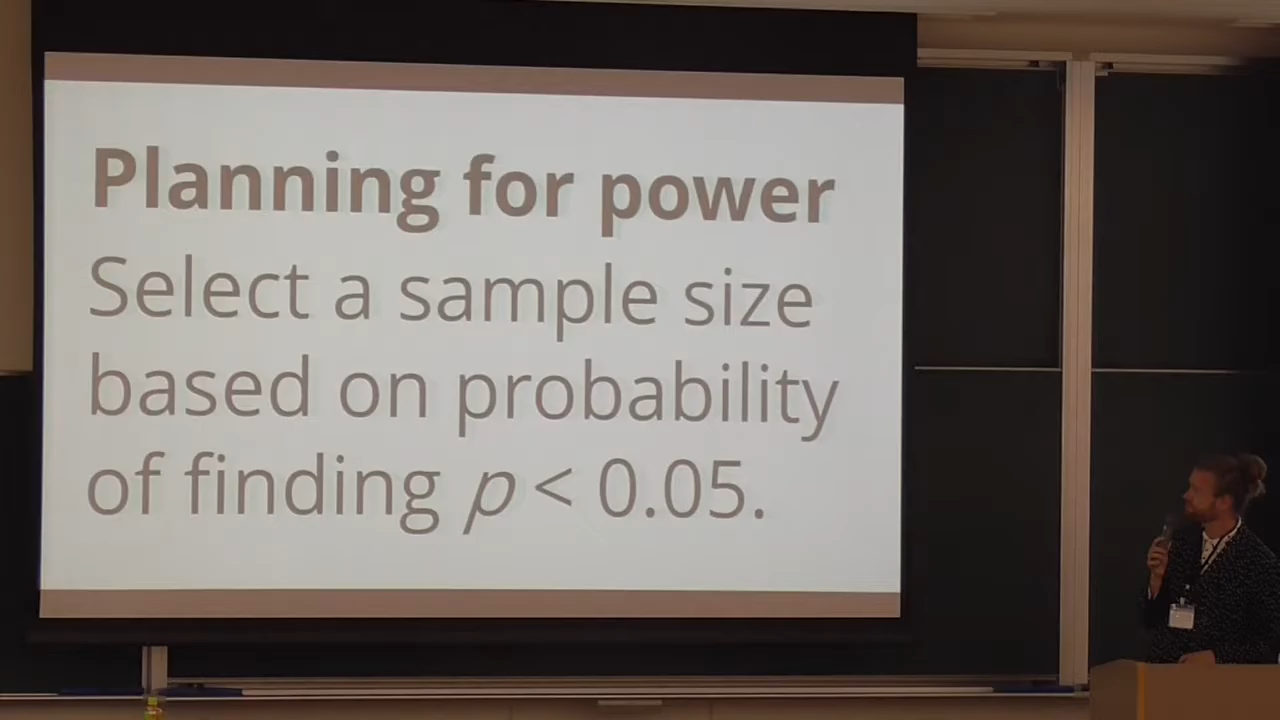 Planning for power
Select a sample size
based on probability
of finding p < 0.05.